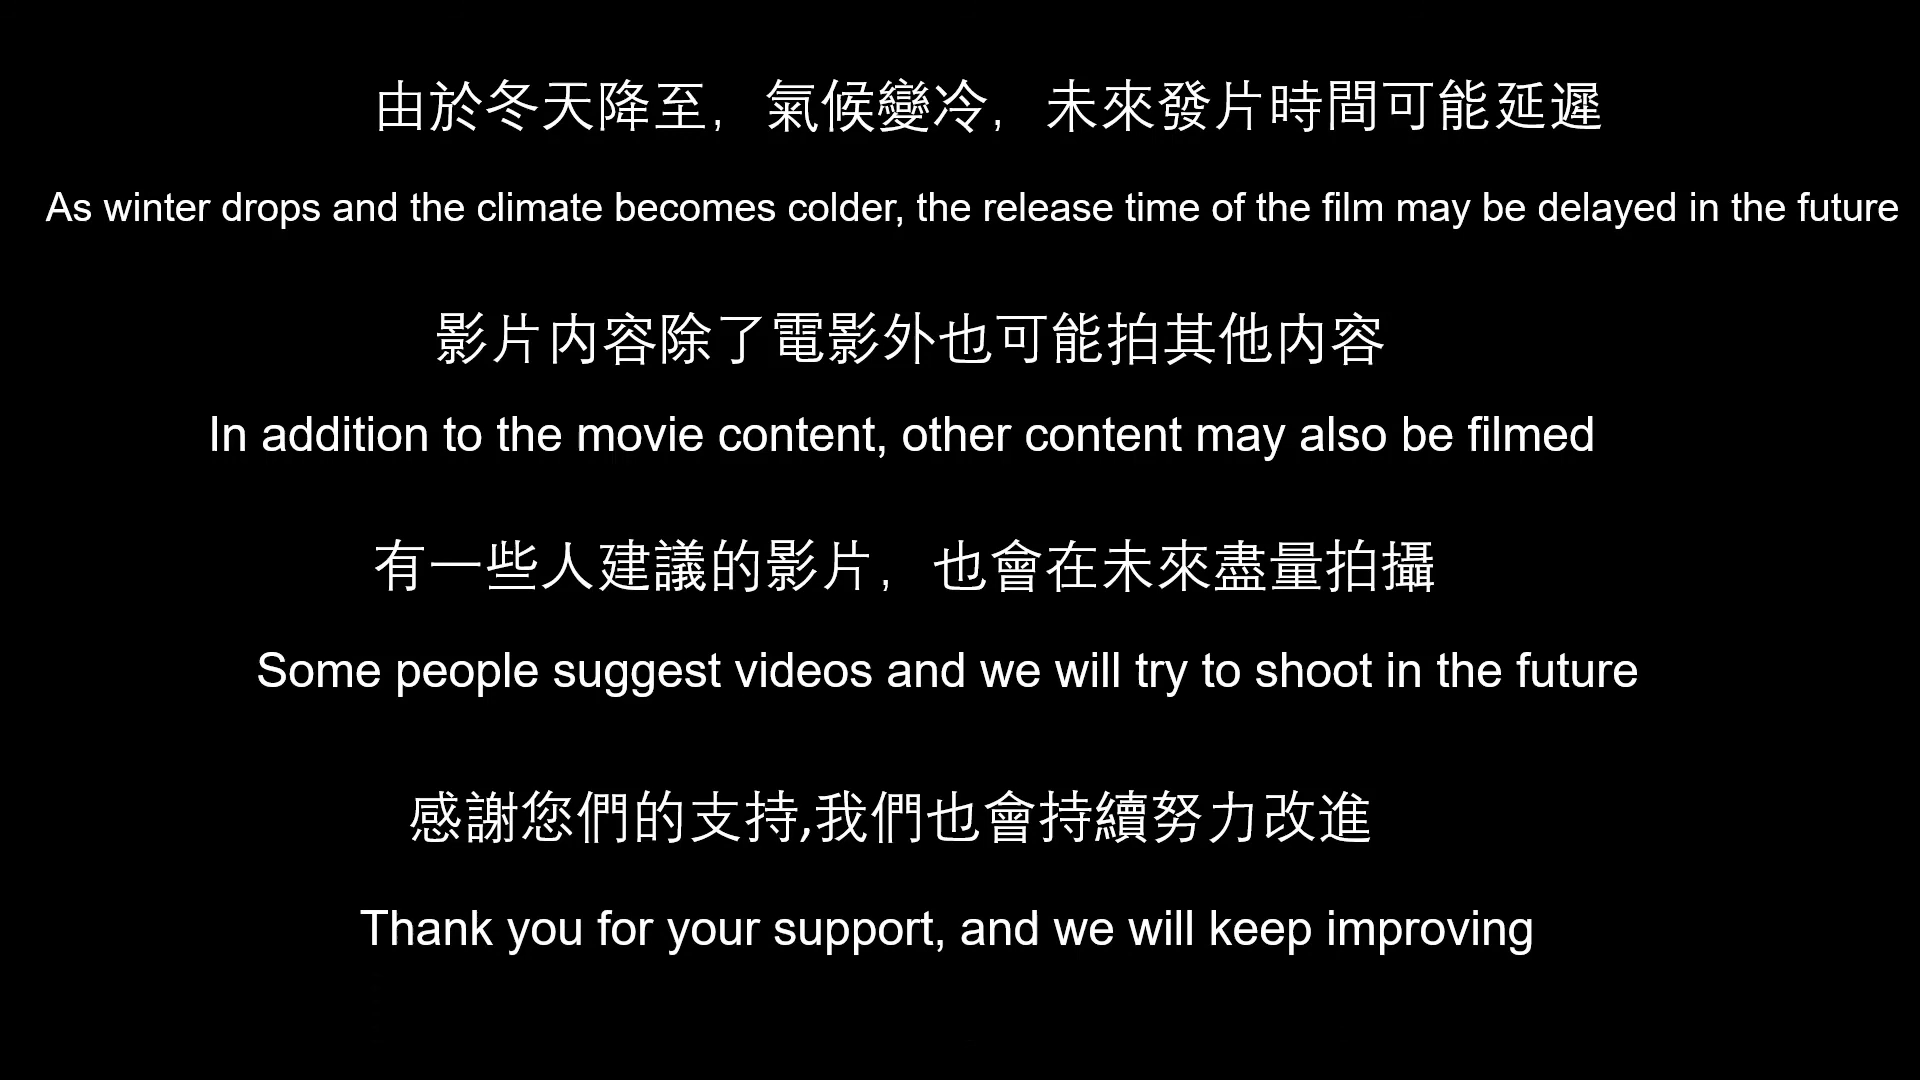 由於冬天降至，氣候變冷，未來發片時間可能延遲
As winter drops and the climate becomes colder, the release time of the film may be delayed in the future
影片内容除了電影外也可能拍其他内容
In addition to the movie content, other content may also be filmed
有一些人建議的影片，也會在未來盡量拍攝
Some people suggest videos and we will try to shoot in the future
感謝您們的支持,我們也會持續努力改進
Thank you for your support, and we will keep improving